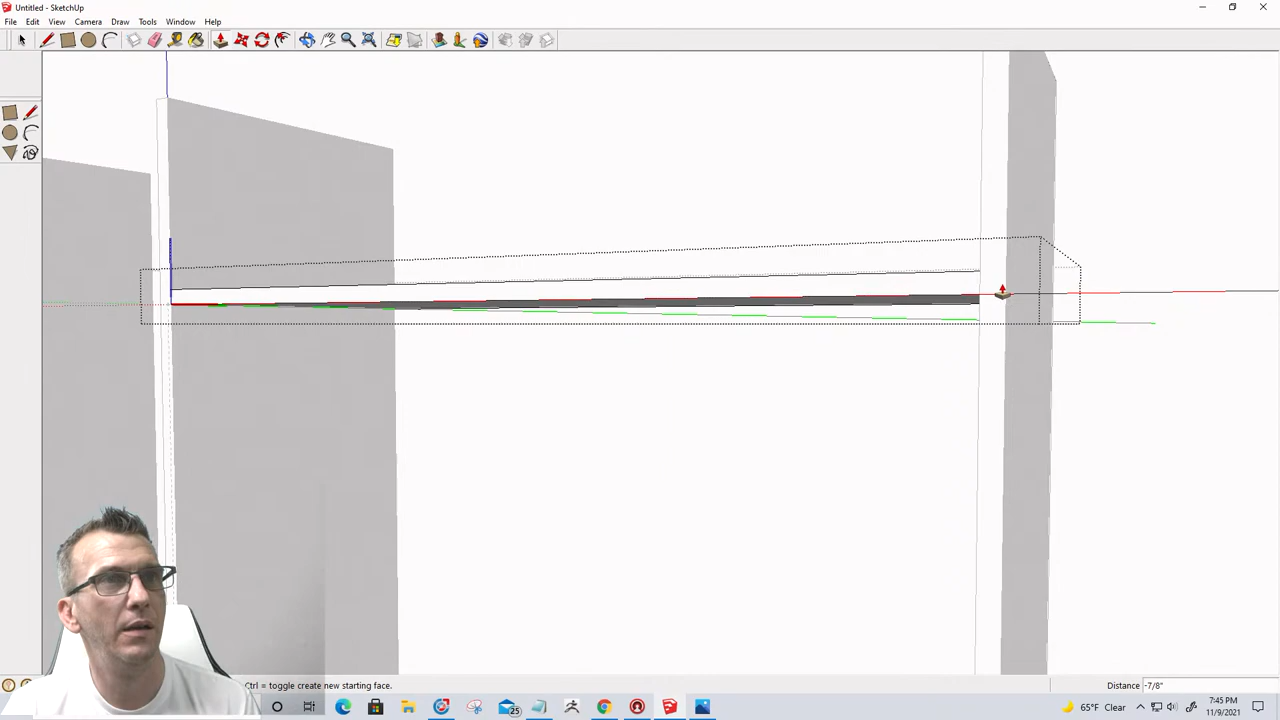 Untitled - SketchUp
File Edit View Camera Draw Tools Window Help
Ctrl = toggle create new starting face.
Distance -7/8"
25
65°F Clear
7:45 PM
11/9/2021